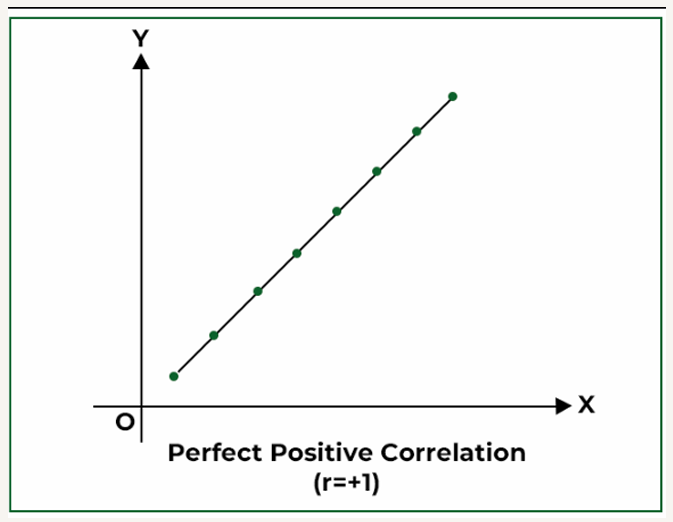 Y
X
O
Perfect Positive Correlation
(r=+1)